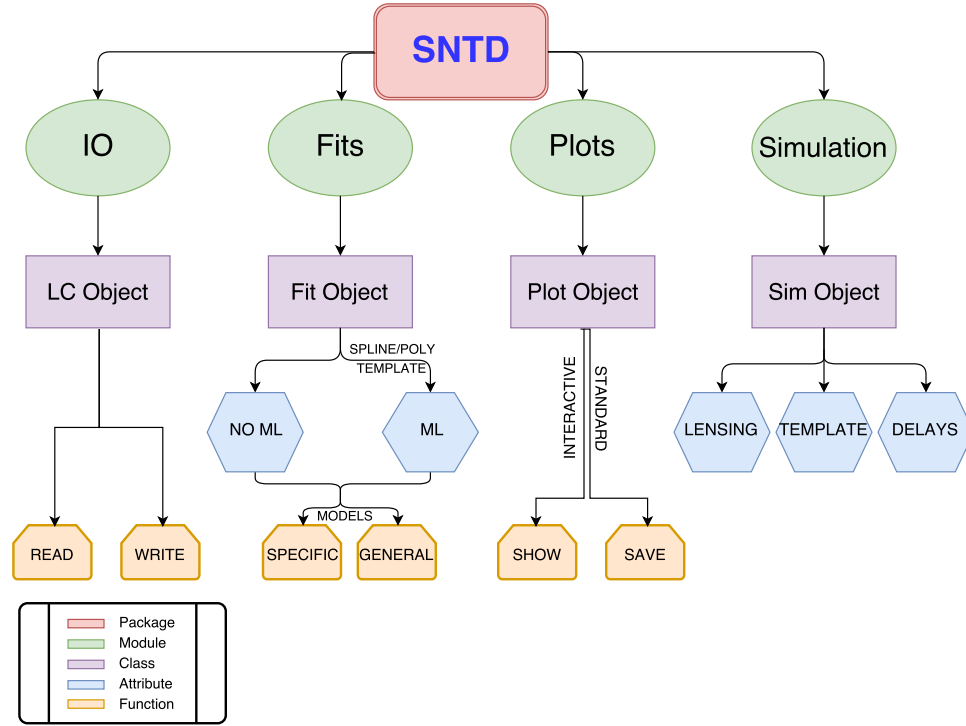 SNTD
IO
Fits
Plots
Simulation
LC Object
Fit Object
Plot Object
Sim Object
SPLINE/POLY
TEMPLATE
INTERACTIVE
STANDARD
NO ML
ML
LENSING
TEMPLATE
DELAYS
MODELS
READ
WRITE
SPECIFIC
GENERAL
SHOW
SAVE
Package
Module
Class
Attribute
Function